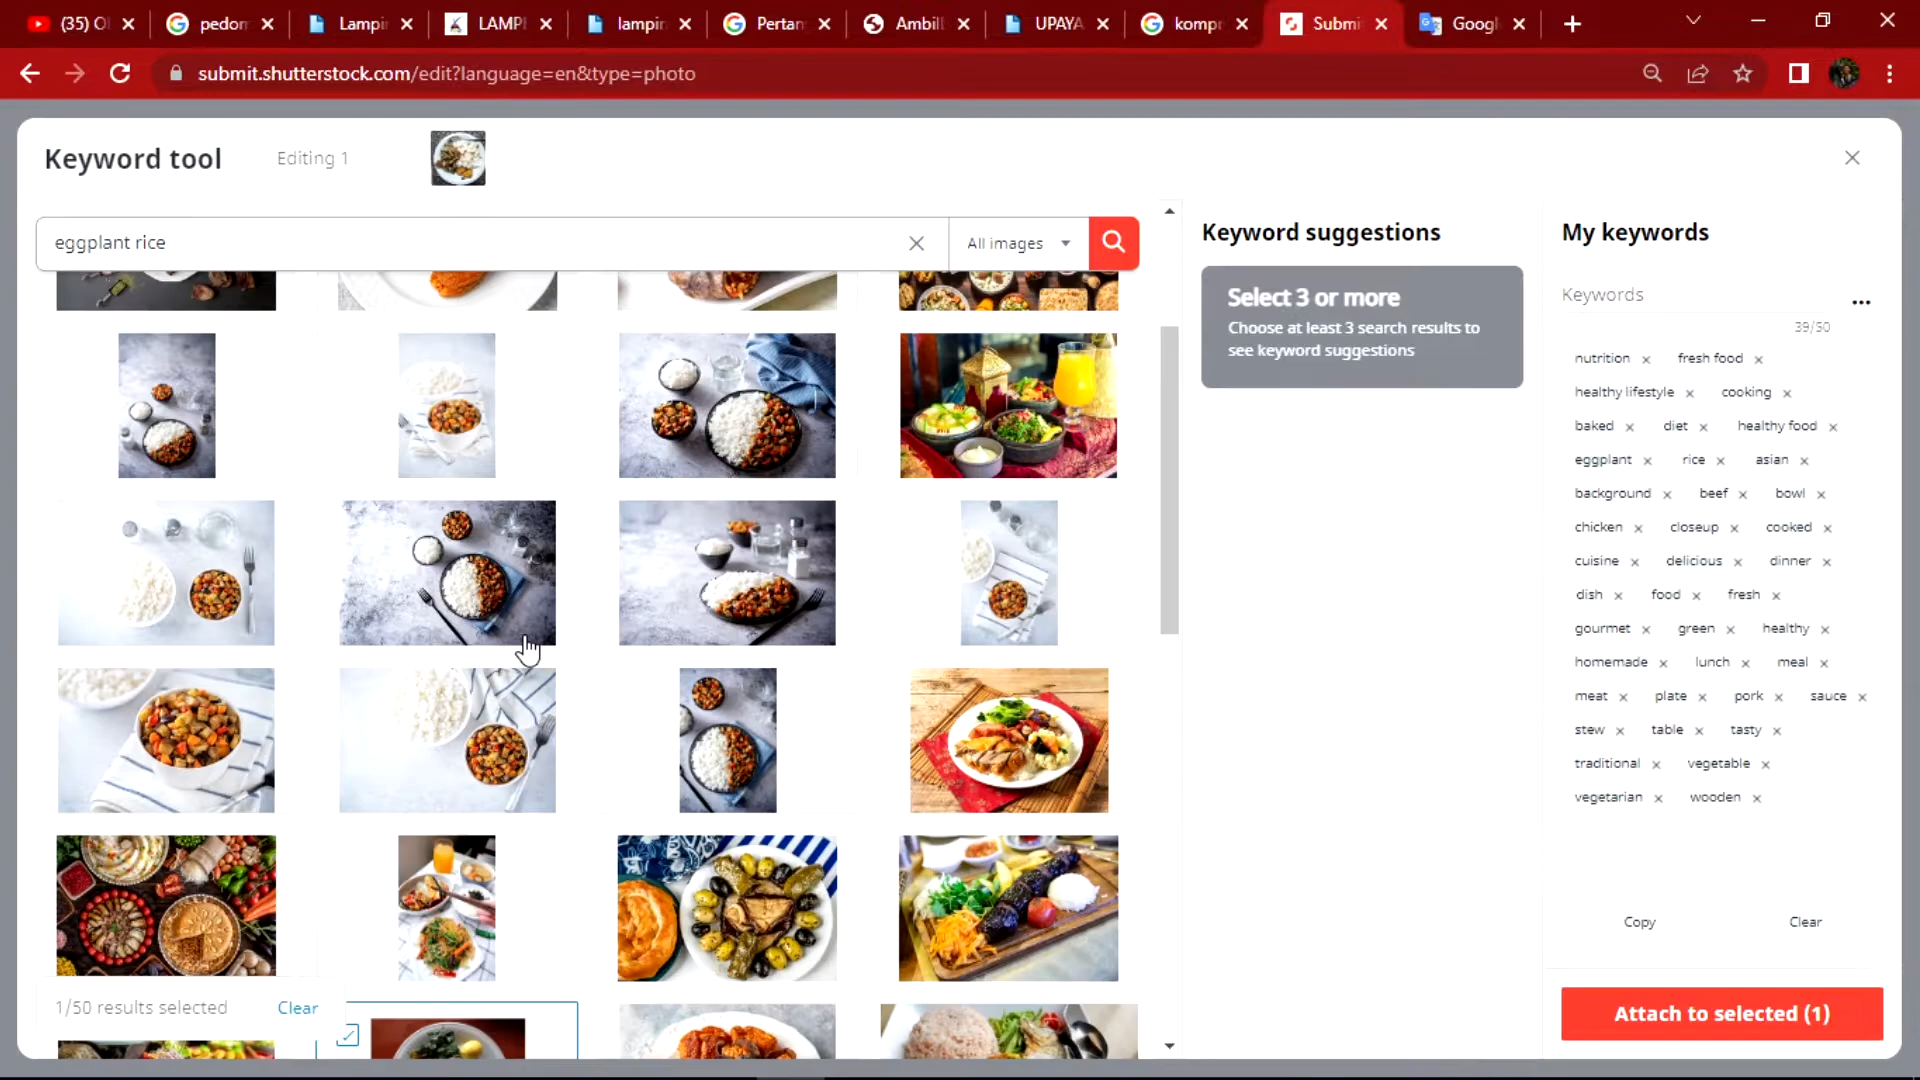 (35) O
pedom
Lampi
LAMPI
lampir
Pertan
Ambil
UPAYA
kompr
Submi
Googl
submit.shutterstock.com/edit?language=en&type=photo
Keyword tool
Editing 1
eggplant rice
All images
Keyword suggestions
Select 3 or more
Choose at least 3 search results to
see keyword suggestions
My keywords
Keywords
39/50
nutrition × fresh food ×
healthy lifestyle × cooking ×
baked × diet × healthy food ×
eggplant × rice × asian ×
background × beef × bowl ×
chicken × closeup × cooked ×
cuisine × delicious × dinner ×
dish × food × fresh ×
gourmet × green × healthy ×
homemade × lunch × meal ×
meat × plate × pork × sauce ×
stew × table × tasty ×
traditional × vegetable ×
vegetarian × wooden ×
Copy Clear
1/50 results selected Clear
Attach to selected (1)